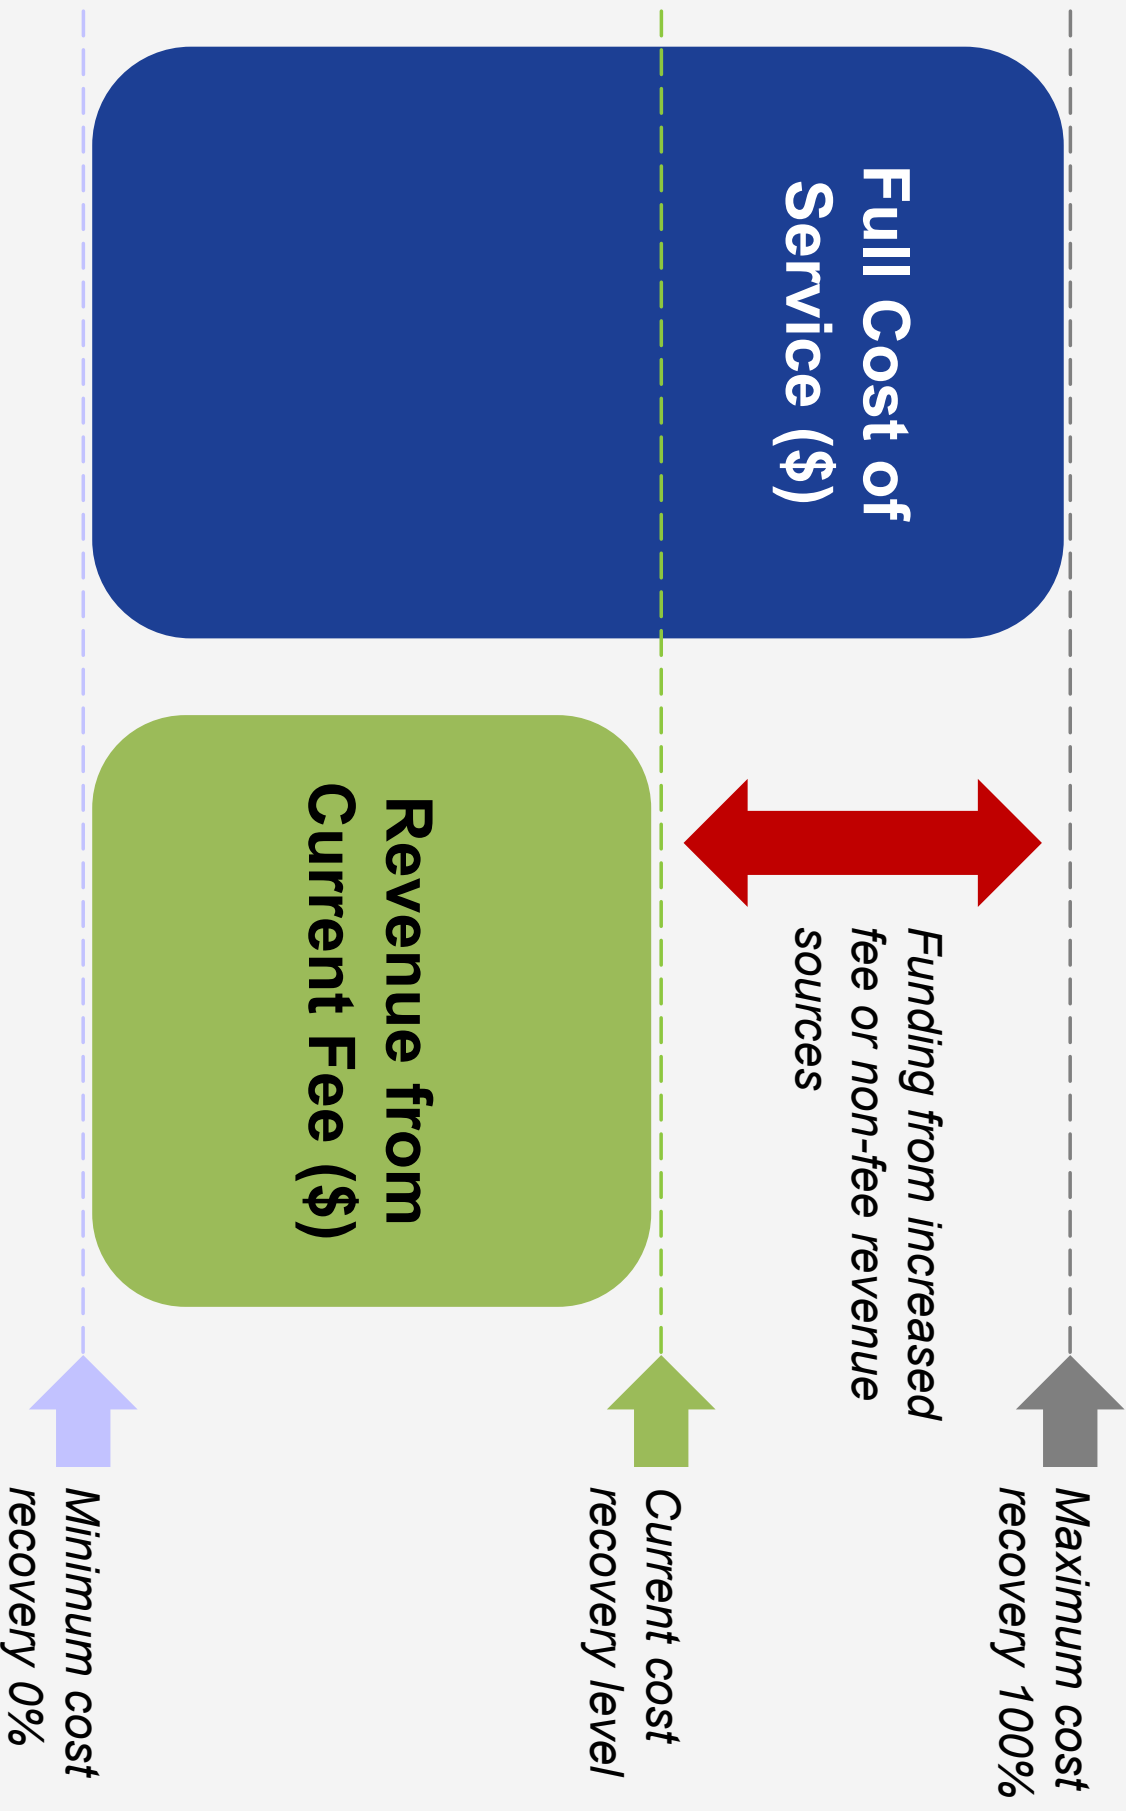 Full Cost of
Service ($)
Revenue from
Current Fee ($)
Funding from increased
fee or non-fee revenue
sources
Maximum cost
recovery 100%
Current cost
recovery level
Minimum cost
recovery 0%